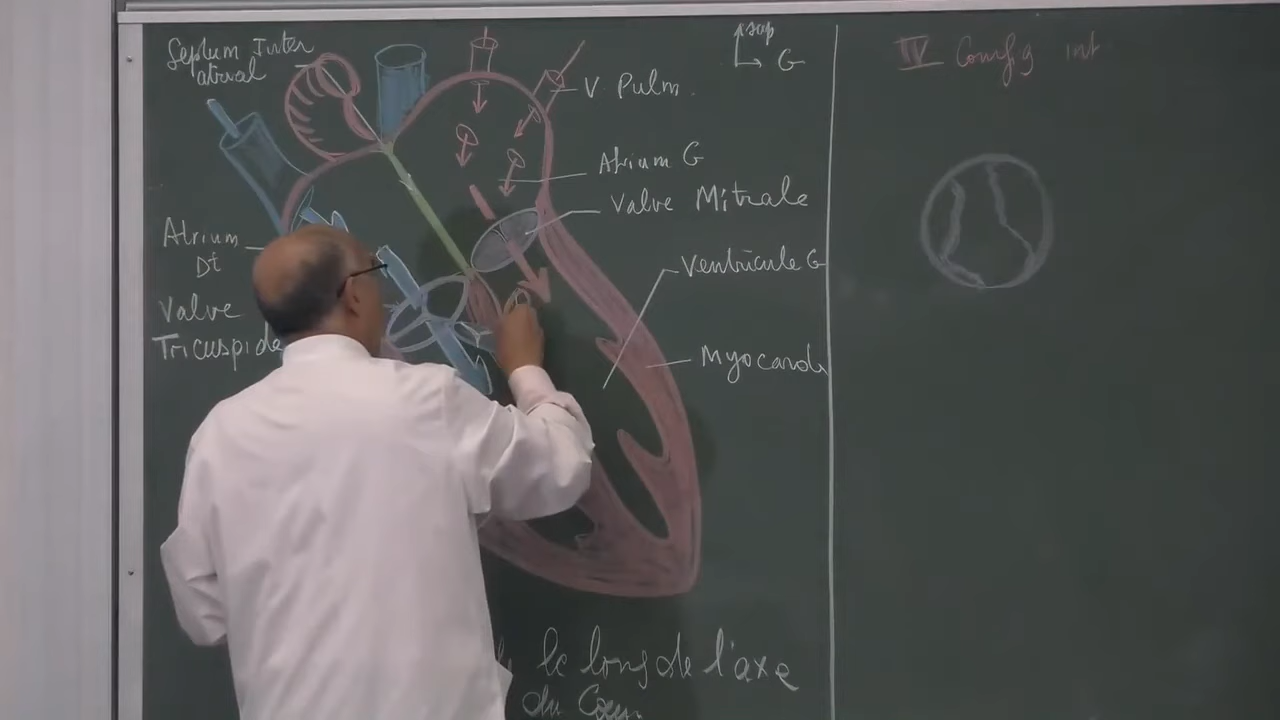 Septum Inter
atrial
sup
G
IV Config int
V. Pulm.
Atrium G
Valve Mitrale
Atrium
Dt
Ventricule G
Valve
Tricuspide
Myocarde
le long de l'axe
du Coeur